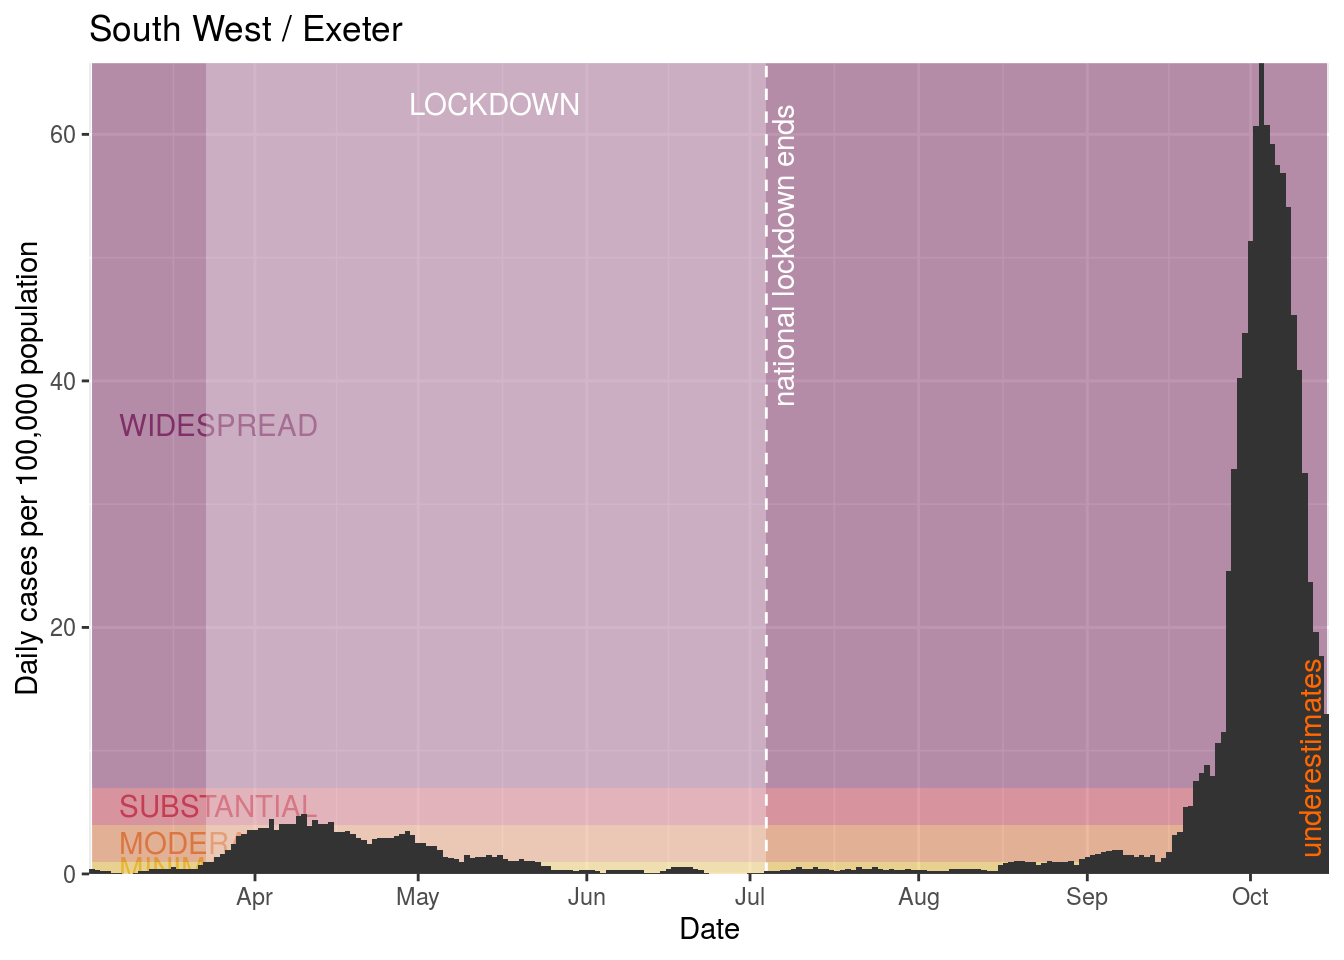 South West / Exeter
LOCKDOWN
national lockdown ends
WIDESPREAD
SUBSTANTIAL
underestimates
Daily cases per 100,000 population
60
40
20
0
Apr
May
Jun
Jul
Aug
Sep
Oct
Date